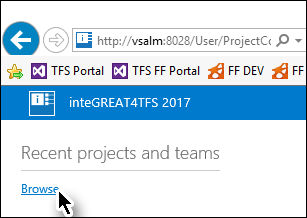 http://vsalm:8028/User/ProjectCo
TFS Portal TFS FF Portal FF DEV FF
inteGREAT4TFS 2017
Recent projects and teams
Browse